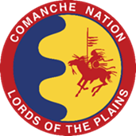 COMANCHE NATION
LORDS OF THE PLAINS